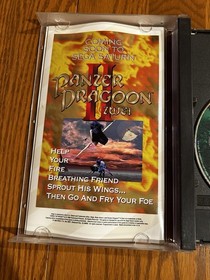 COMING
SOON TO
SEGA SATURN
II
PANZER
DRAGOON
ZWEI
HELP
YOUR
FIRE
BREATHING FRIEND
SPROUT HIS WINGS...
THEN GO AND FRY YOUR FOE